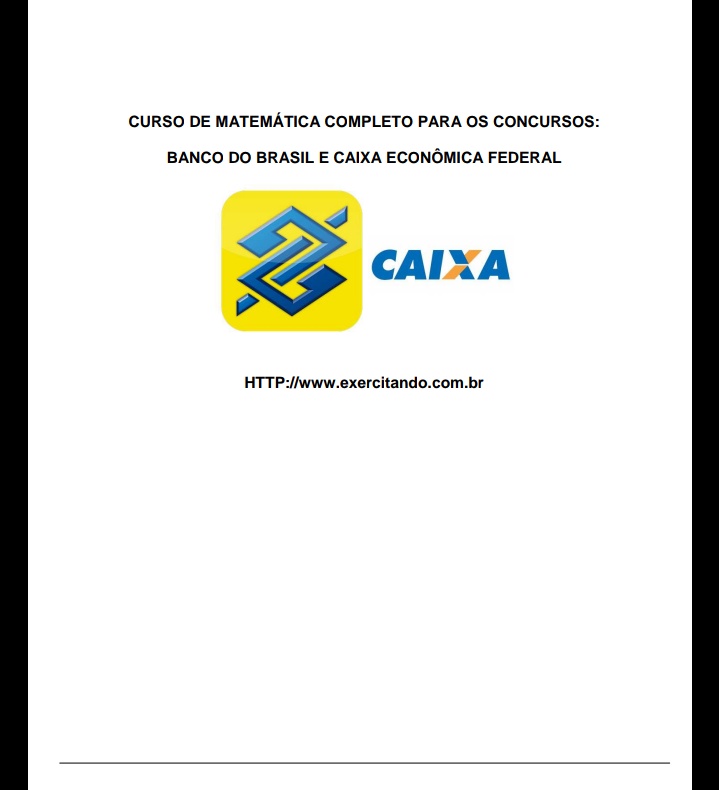 CURSO DE MATEMÁTICA COMPLETO PARA OS CONCURSOS:
BANCO DO BRASIL E CAIXA ECONÔMICA FEDERAL
CAIXA
HTTP://www.exercitando.com.br